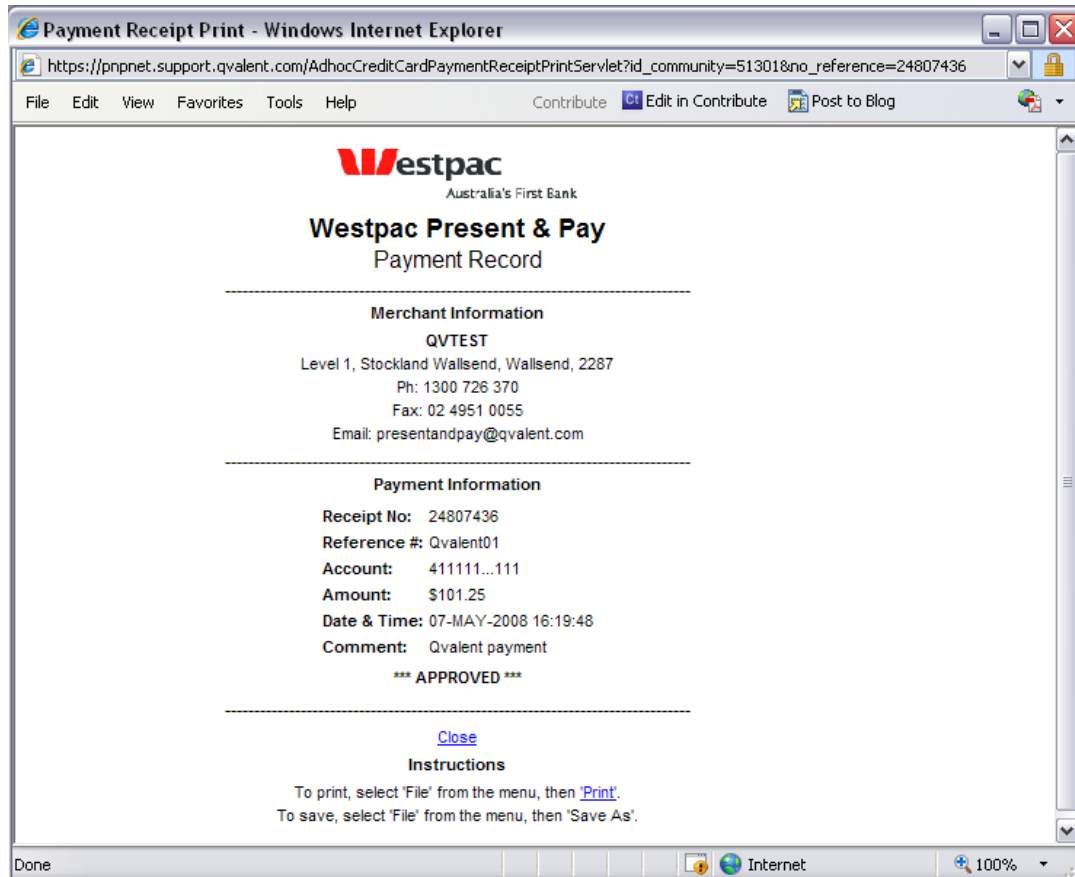 Payment Receipt Print - Windows Internet Explorer
https://pnpnet.support.qvalent.com/AdhocCreditCardPaymentReceiptPrintServlet?id_community=51301&no_reference=24807436
File Edit View Favorites Tools Help Contribute Ct Edit in Contribute Post to Blog
Westpac
Australia's First Bank
Westpac Present & Pay
Payment Record
--------------------------------------------------------------------------------
Merchant Information
QVTEST
Level 1, Stockland Wallsend, Wallsend, 2287
Ph: 1300 726 370
Fax: 02 4951 0055
Email: presentandpay@qvalent.com
--------------------------------------------------------------------------------
Payment Information
Receipt No: 24807436
Reference #: Qvalent01
Account: 411111...111
Amount: $101.25
Date & Time: 07-MAY-2008 16:19:48
Comment: Qvalent payment
*** APPROVED ***
--------------------------------------------------------------------------------
Close
Instructions
To print, select 'File' from the menu, then 'Print'.
To save, select 'File' from the menu, then 'Save As'.
Done Internet 100%